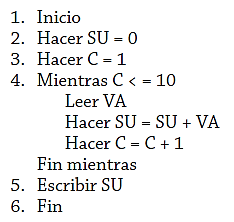 1. Inicio
2. Hacer SU = 0
3. Hacer C = 1
4. Mientras C < = 10
Leer VA
Hacer SU = SU + VA
Hacer C = C + 1
Fin mientras
5. Escribir SU
6. Fin